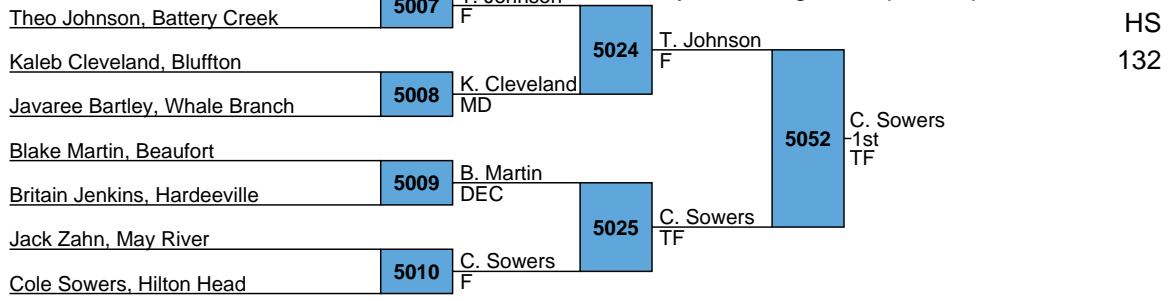 5007
Johnson
F
Theo Johnson, Battery Creek
HS
132
5024
T. Johnson
F
Kaleb Cleveland, Bluffton
5008
K. Cleveland
MD
Javaree Bartley, Whale Branch
5052
C. Sowers
1st
TF
Blake Martin, Beaufort
5009
B. Martin
DEC
Britain Jenkins, Hardeeville
5025
C. Sowers
TF
Jack Zahn, May River
5010
C. Sowers
F
Cole Sowers, Hilton Head